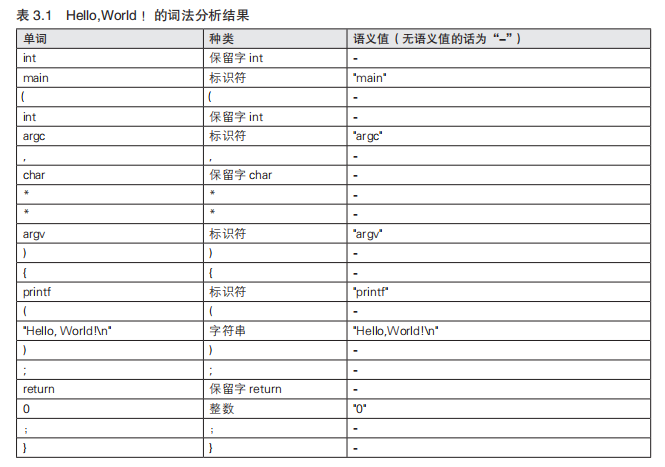 表 3.1 Hello,World！的词法分析结果
单词 种类 语义值（无语义值的话为“–”）
int 保留字 int -
main 标识符 "main"
( ( -
int 保留字 int -
argc 标识符 "argc"
, , -
char 保留字 char -
* * -
* * -
argv 标识符 "argv"
) ) -
{ { -
printf 标识符 "printf"
( ( -
"Hello, World!\n" 字符串 "Hello,World!\n"
) ) -
; ; -
return 保留字 return -
0 整数 "0"
; ; -
} } -